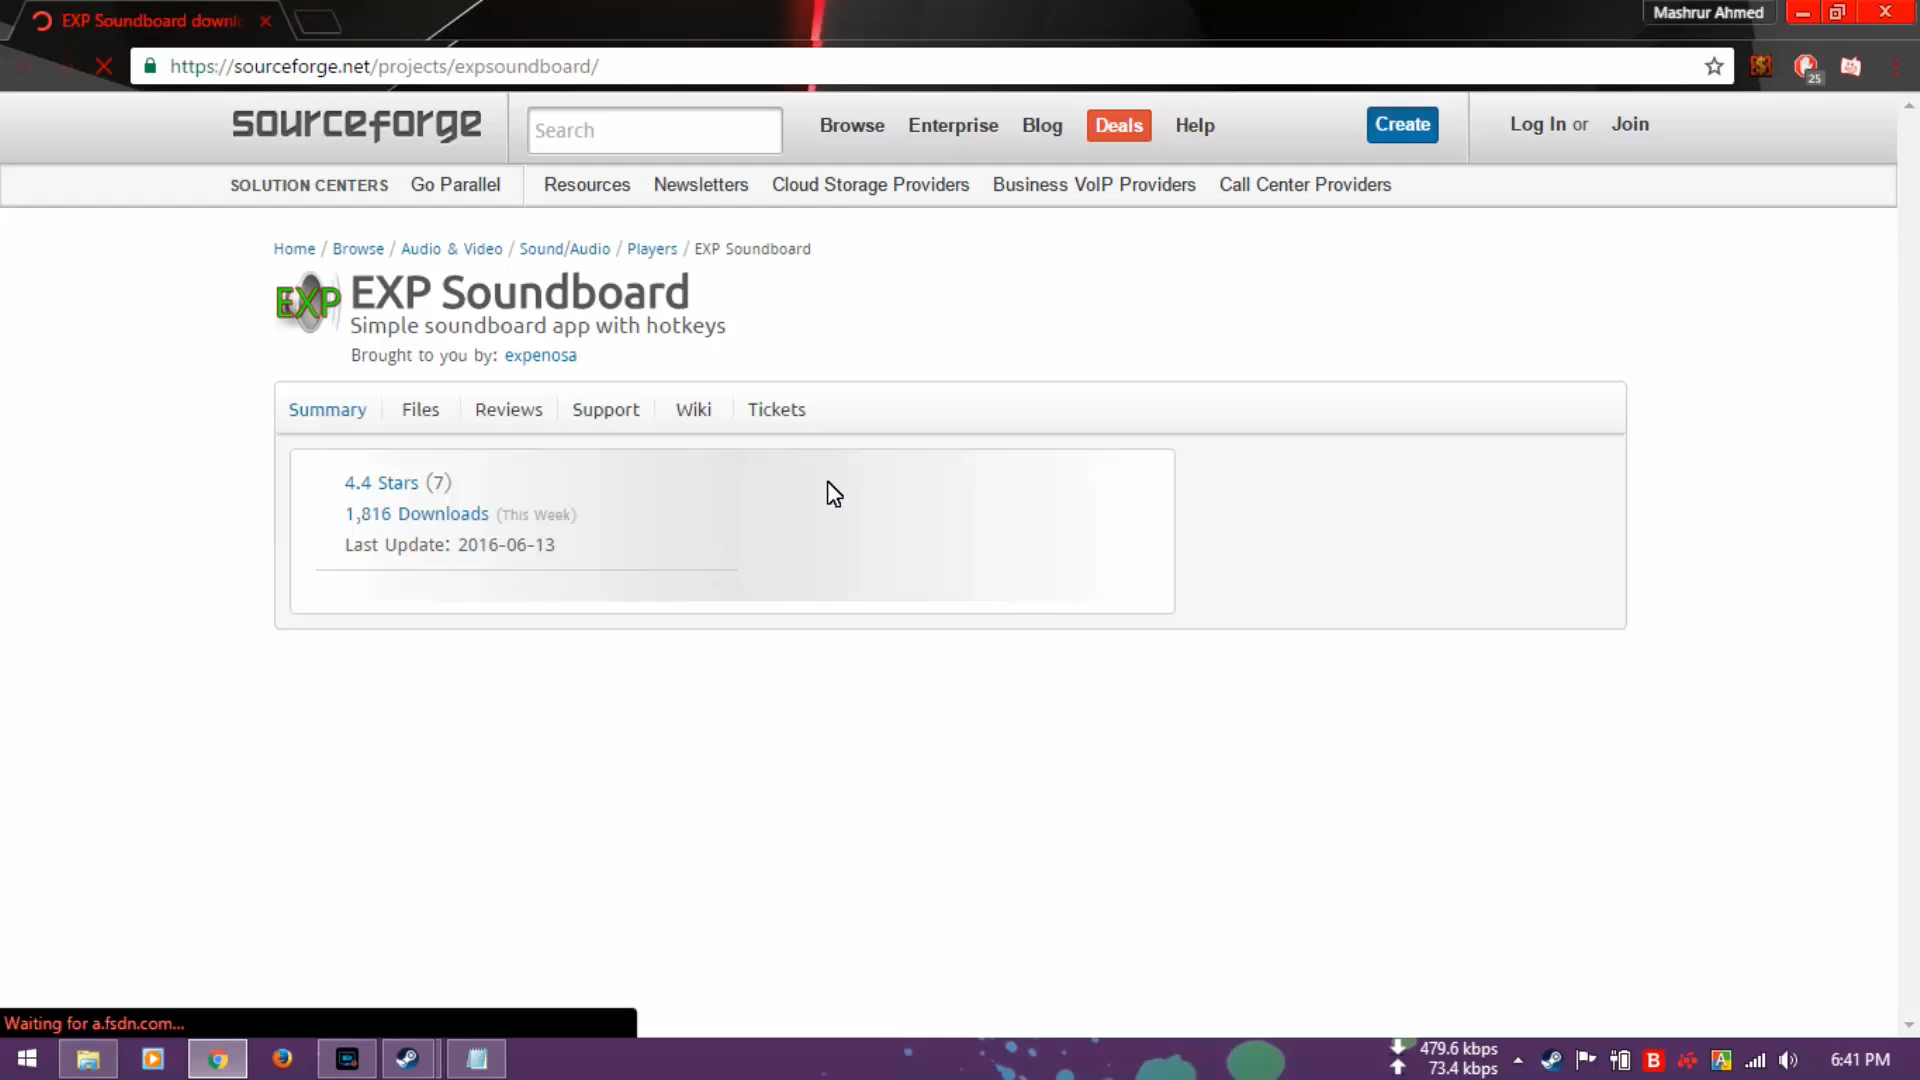 EXP Soundboard downl
Mashrur Ahmed
https://sourceforge.net/projects/expsoundboard/
25
sourceforge
Search
Browse Enterprise Blog Deals Help
Create
Log In or Join
SOLUTION CENTERS Go Parallel Resources Newsletters Cloud Storage Providers Business VoIP Providers Call Center Providers
Home / Browse / Audio & Video / Sound/Audio / Players / EXP Soundboard
EXP
EXP Soundboard
Simple soundboard app with hotkeys
Brought to you by: expenosa
Summary Files Reviews Support Wiki Tickets
4.4 Stars (7)
1,816 Downloads (This Week)
Last Update: 2016-06-13
Waiting for a.fsdn.com...
479.6 kbps
73.4 kbps
B
A
6:41 PM